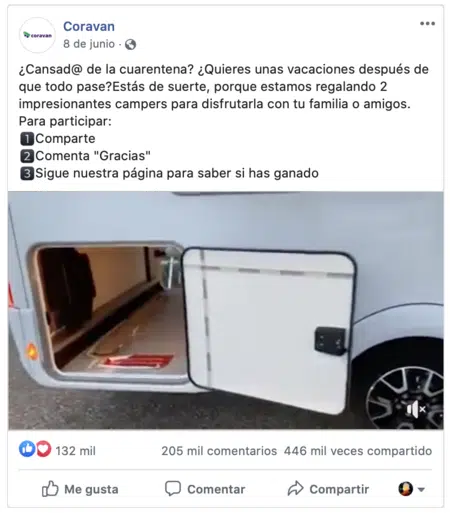 coravan
Coravan
8 de junio ·
¿Cansad@ de la cuarentena? ¿Quieres unas vacaciones después de
que todo pase?Estás de suerte, porque estamos regalando 2
impresionantes campers para disfrutarla con tu familia o amigos.
Para participar:
1 Comparte
2 Comenta "Gracias"
3 Sigue nuestra página para saber si has ganado
132 mil 205 mil comentarios 446 mil veces compartido
Me gusta Comentar Compartir